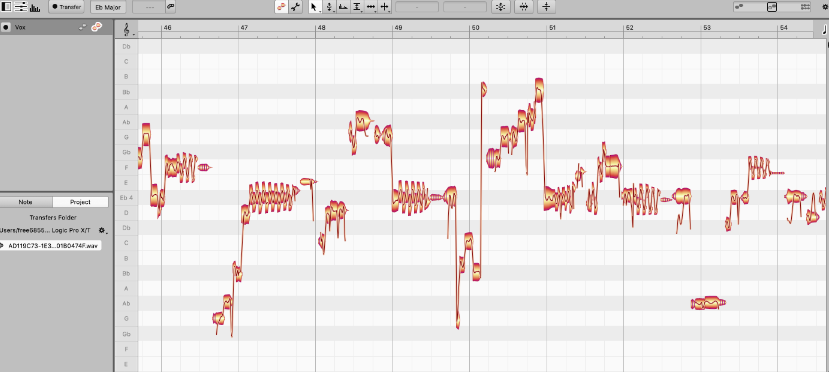 Transfer
Eb Major
---
-
-
Vox
46 47 48 49 50 51 52 53 54
Db
C
B
Bb
A
Ab
G
Gb
F
E
Eb 4
D
Db
C
B
Bb
A
Ab
G
Gb
F
E
Note Project
Transfers Folder
Users/free6855... Logic Pro X/T
AD119C73-1E3...01B0474F.wav